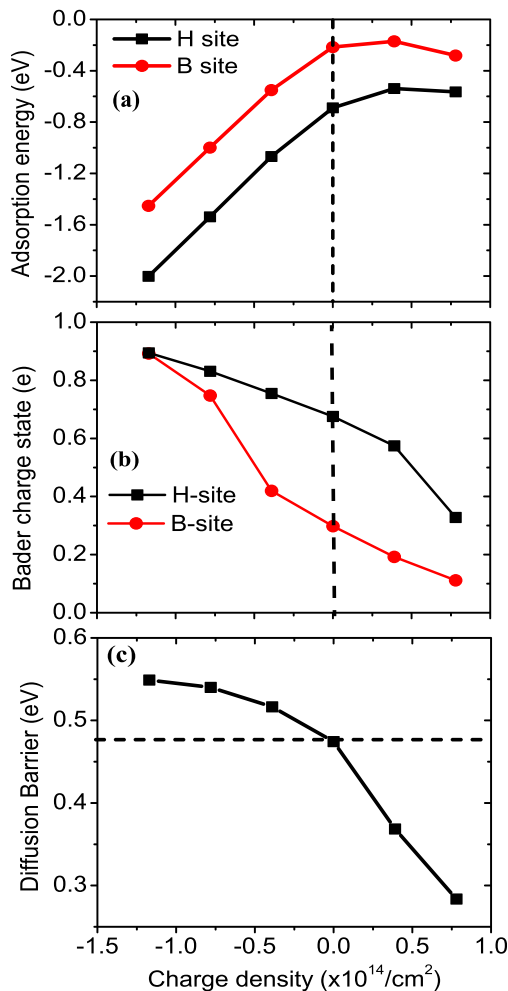 0.0
-0.4
-0.8
-1.2
-1.6
-2.0
Adsorption energy (eV)
H site
B site
(a)
1.0
0.8
0.6
0.4
0.2
0.0
Bader charge state (e)
(b)
H-site
B-site
0.6
0.5
0.4
0.3
Diffusion Barrier (eV)
(c)
-1.5 -1.0 -0.5 0.0 0.5 1.0
Charge density (x10¹⁴/cm²)